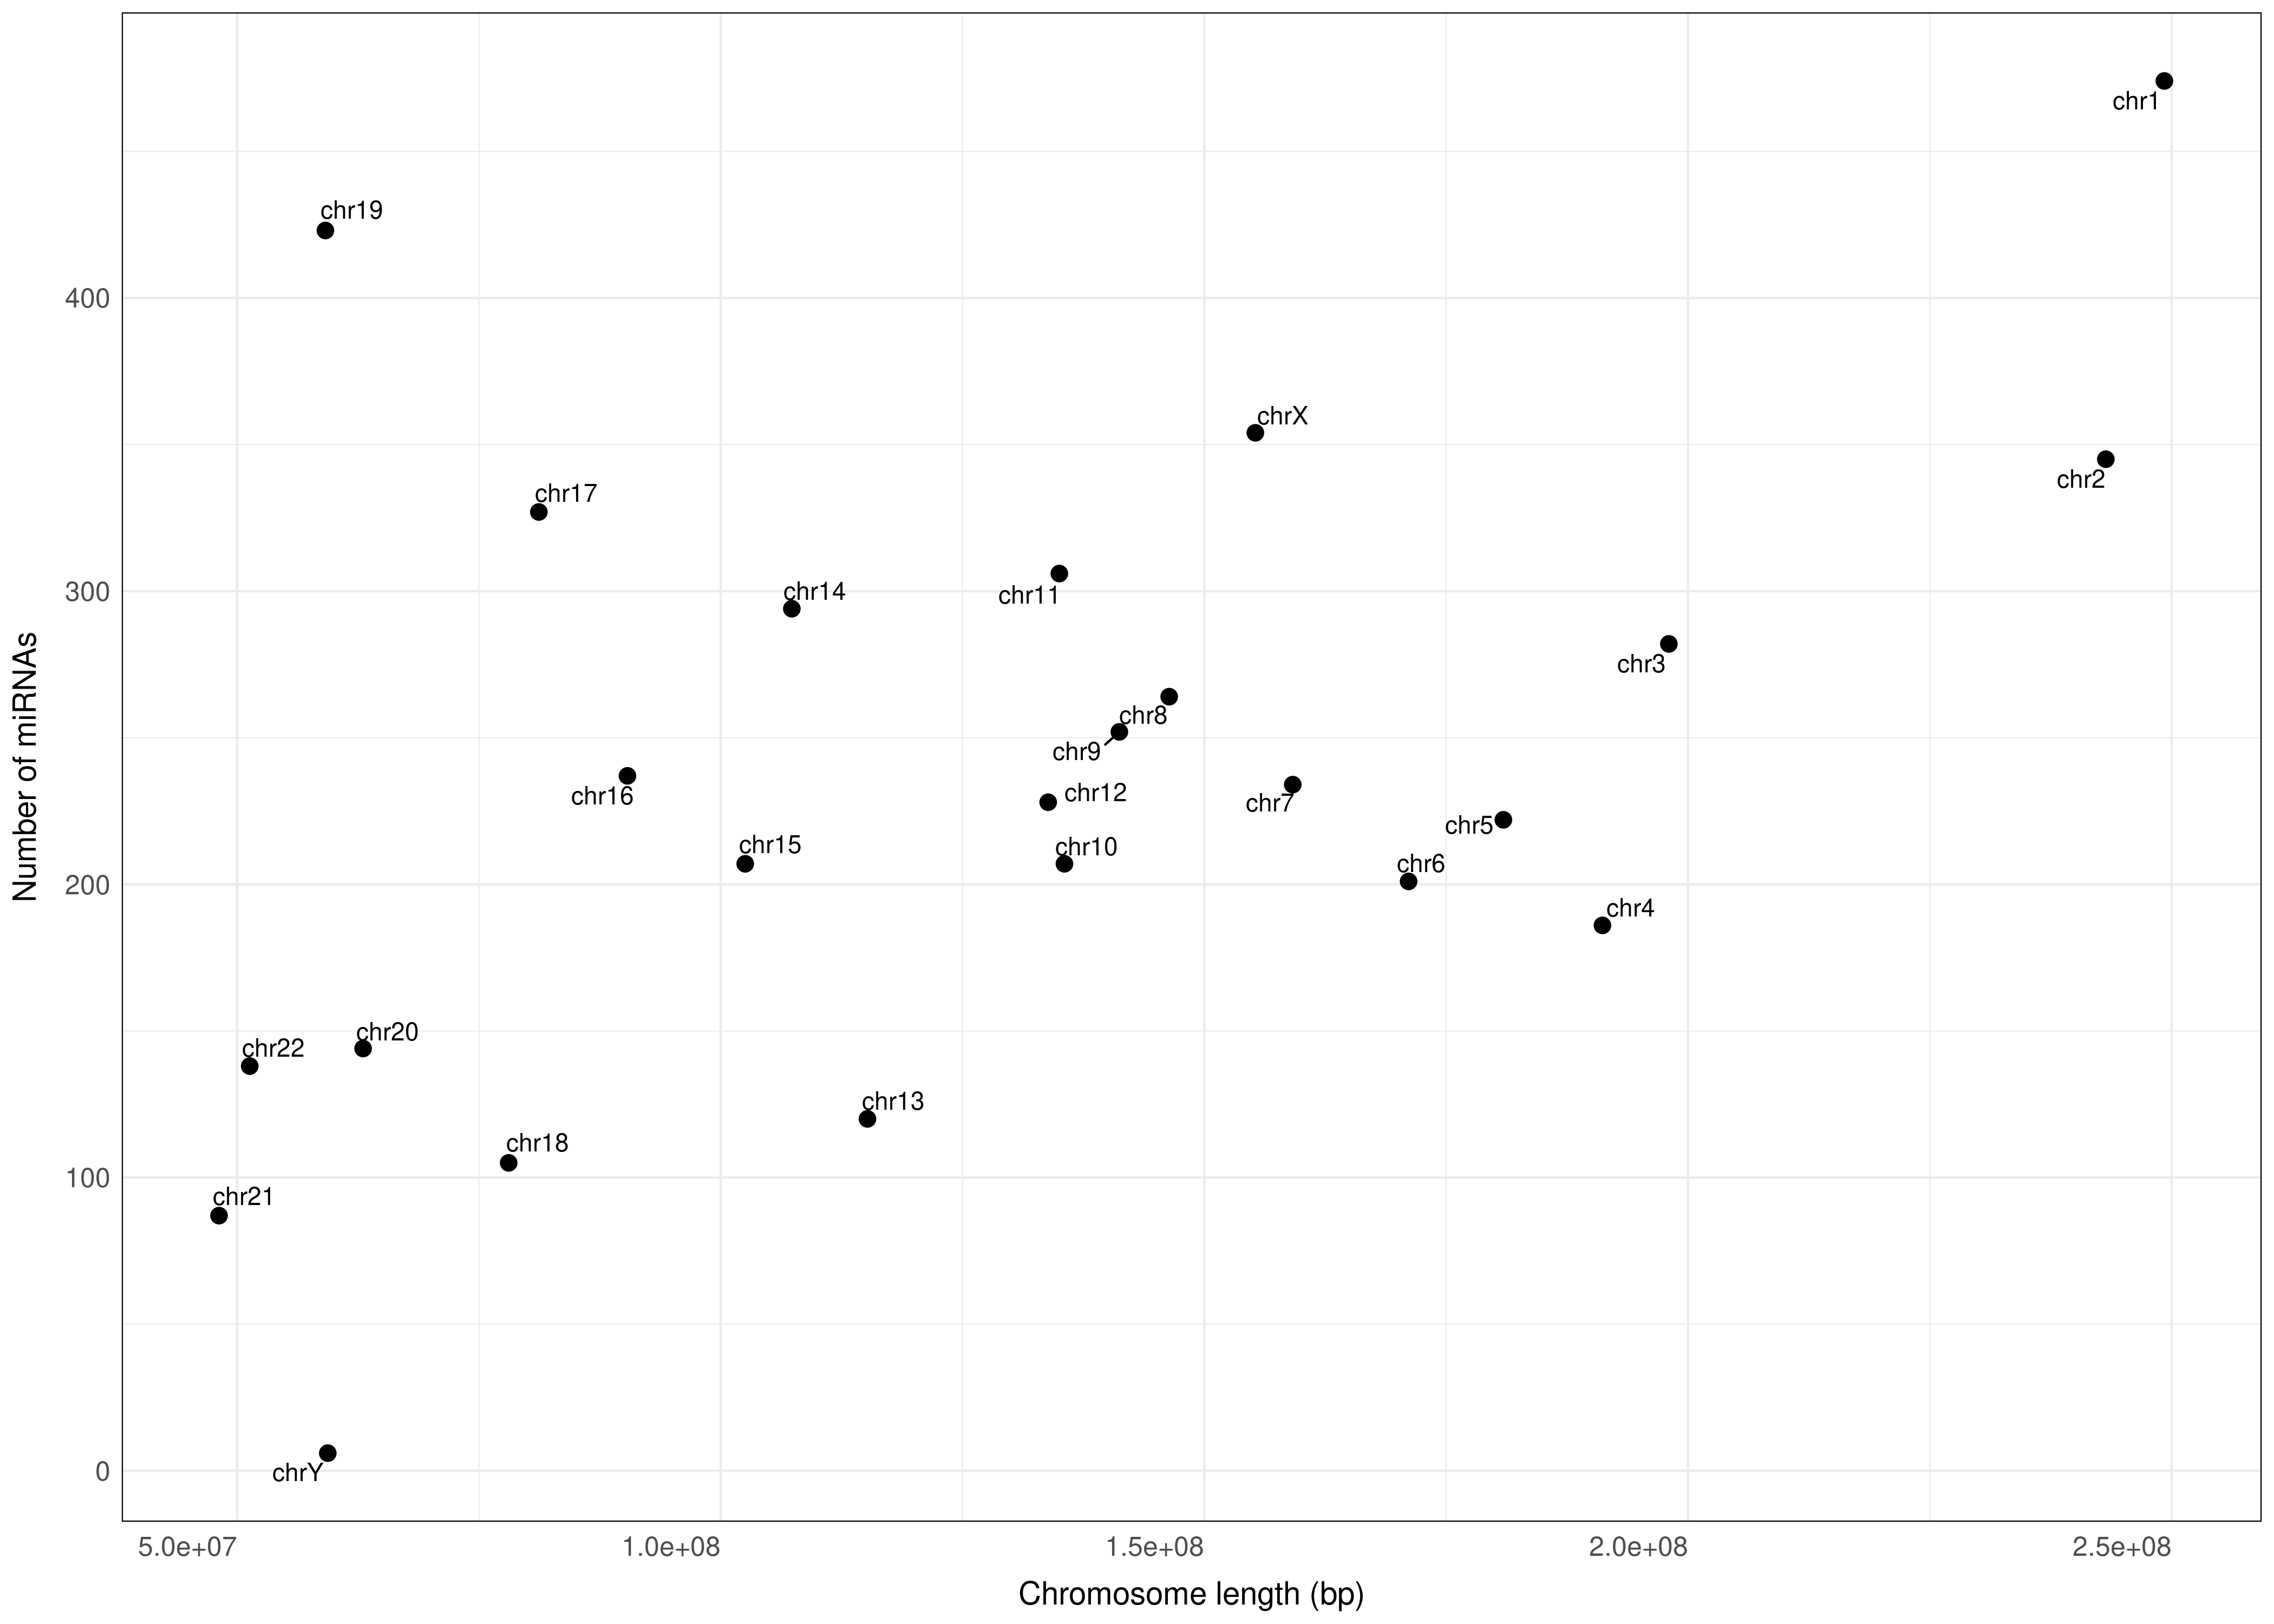 chr1
chr19
400
chrX
chr2
chr17
300
chr14
chr11
chr3
chr8
chr9
chr16
chr12
chr7
chr5
chr15
chr10
chr6
200
chr4
chr20
chr22
chr13
chr18
100
chr21
chrY
0
Number of miRNAs
5.0e+07
1.0e+08
1.5e+08
2.0e+08
2.5e+08
Chromosome length (bp)